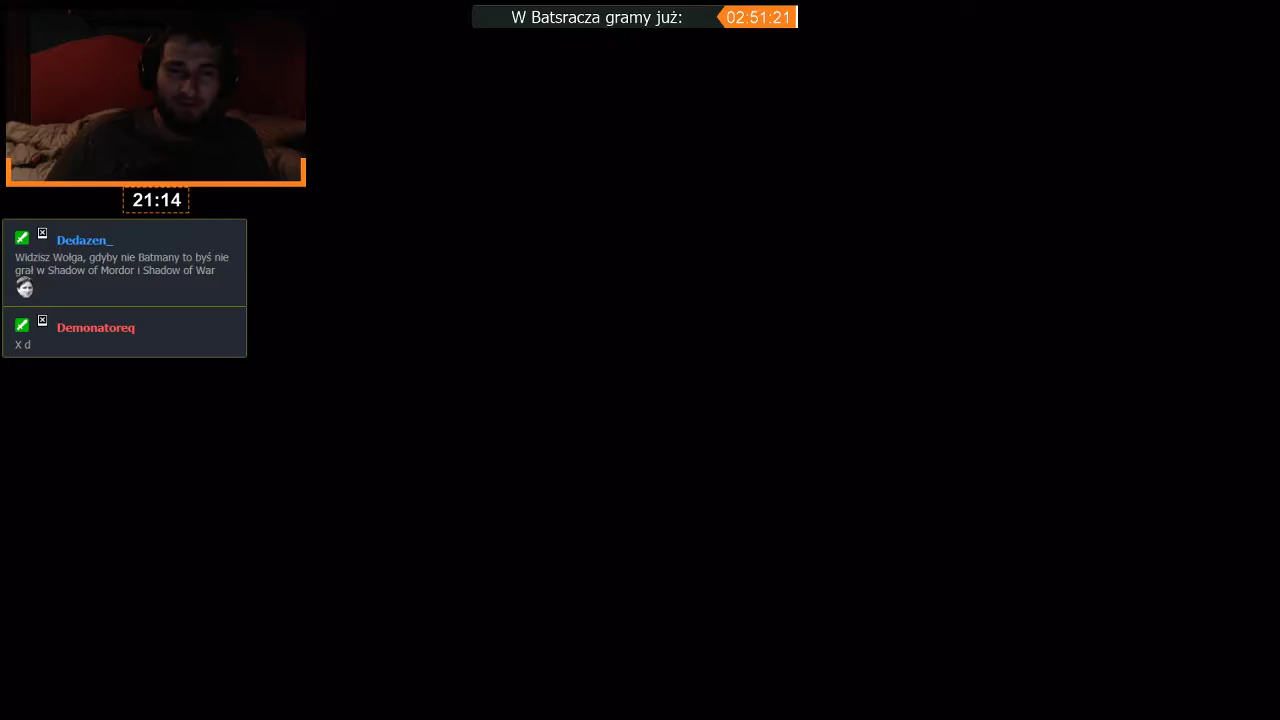 W Batsracza gramy już: 02:51:21
21:14
Dedazen_
Widzisz Wołga, gdyby nie Batmany to byś nie
grał w Shadow of Mordor i Shadow of War
Demonatoreq
X d